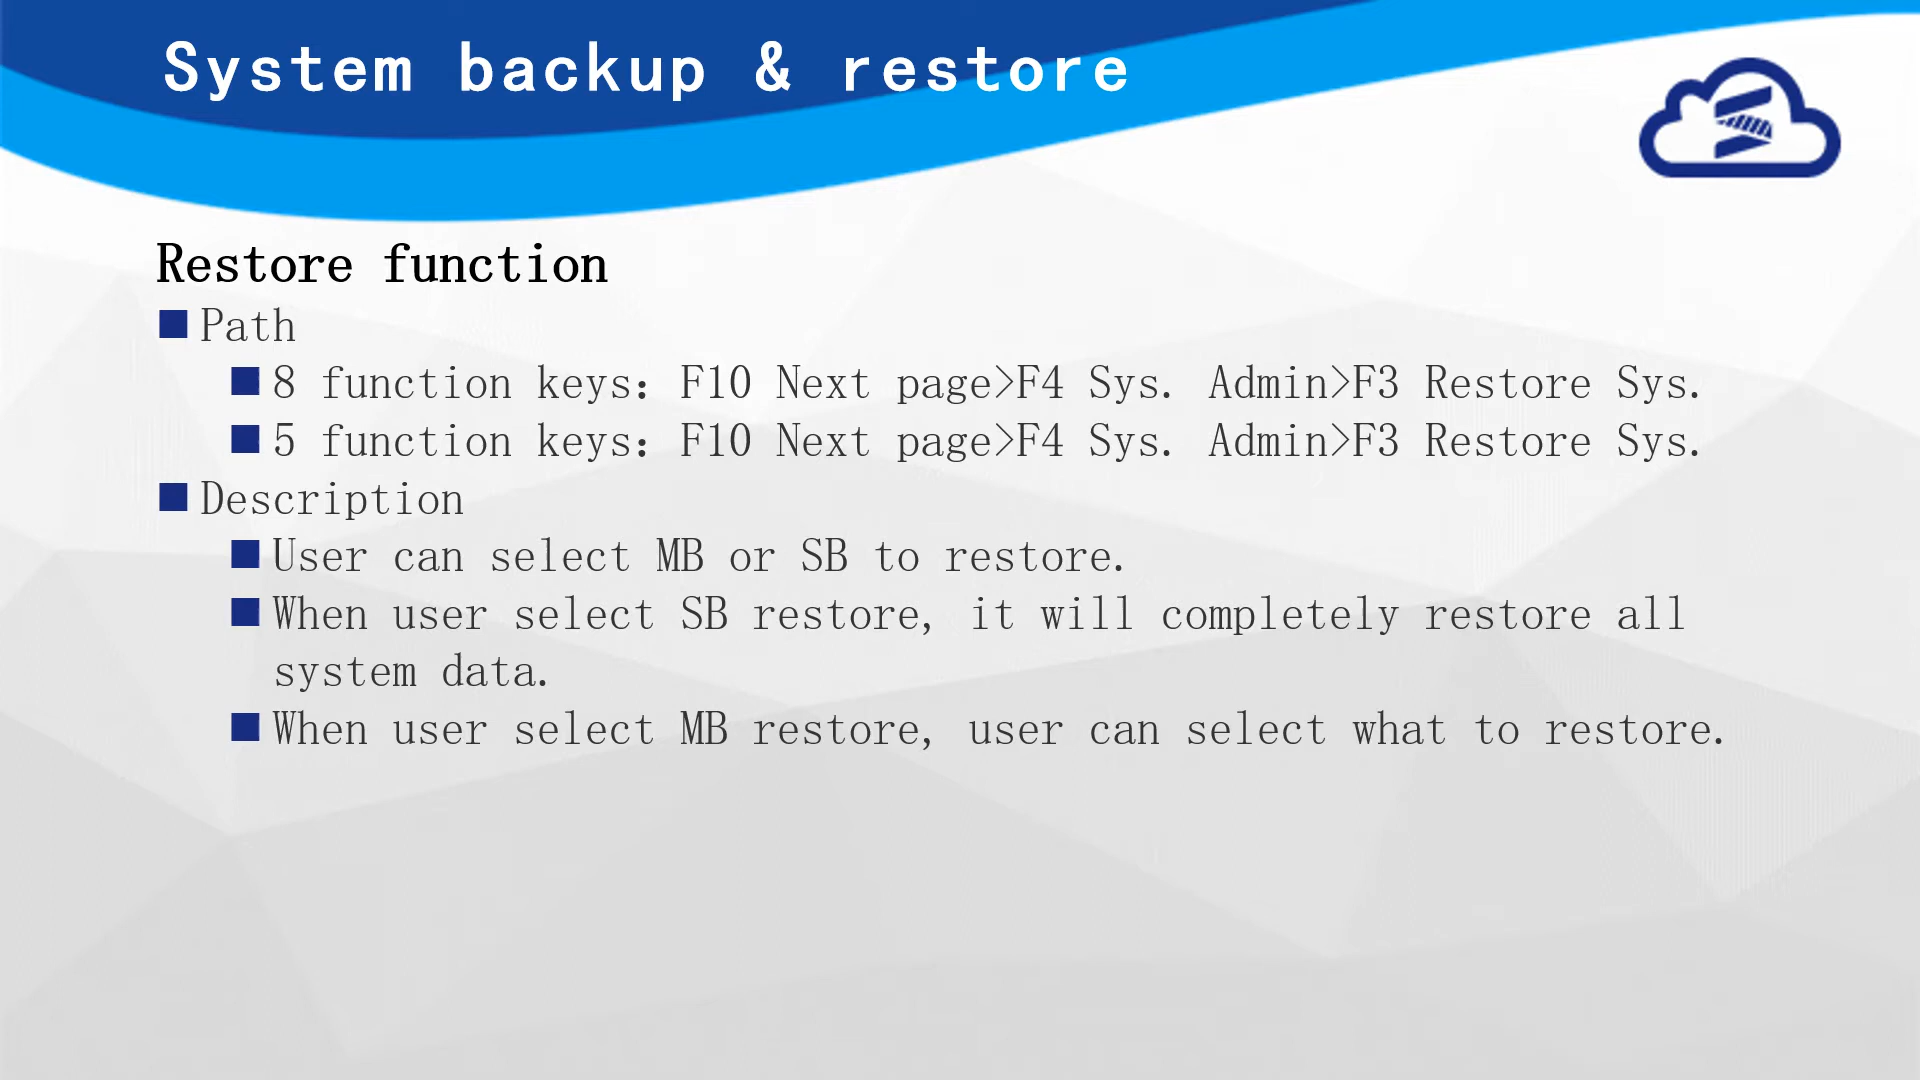 System backup & restore
Restore function
Path
8 function keys：F10 Next page>F4 Sys. Admin>F3 Restore Sys.
5 function keys：F10 Next page>F4 Sys. Admin>F3 Restore Sys.
Description
User can select MB or SB to restore.
When user select SB restore, it will completely restore all
system data.
When user select MB restore, user can select what to restore.